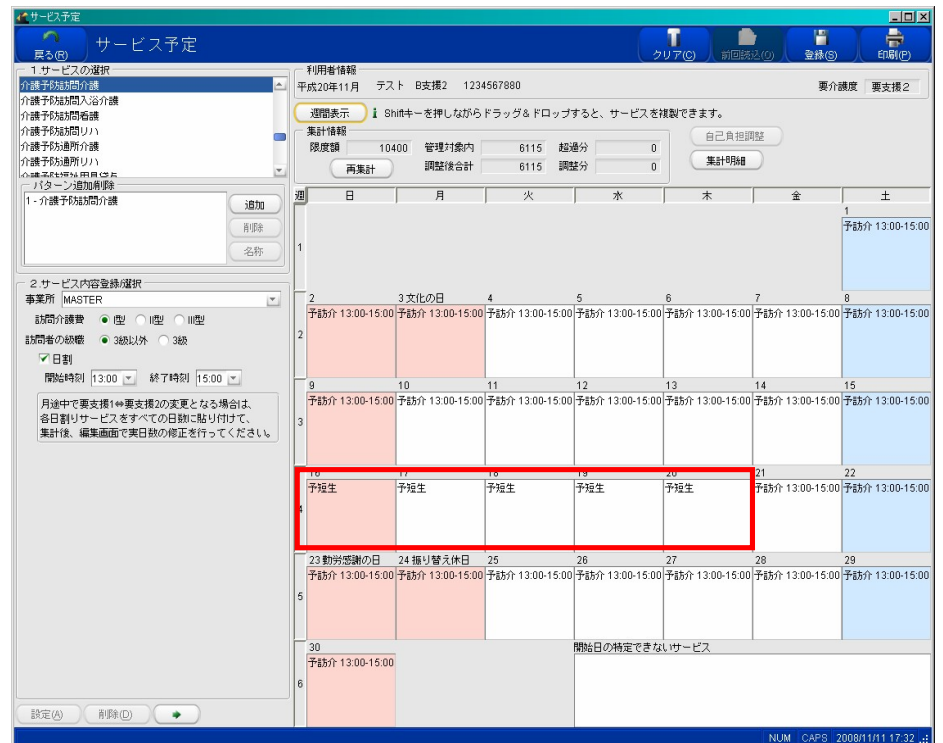 サービス予定
戻る(R) サービス予定 クリア(C) 前回読込(O) 登録(S) 印刷(P)
1.サービスの選択
介護予防訪問介護
介護予防訪問入浴介護
介護予防訪問看護
介護予防訪問リハ
介護予防通所介護
介護予防通所リハ
介護予防福祉用具貸与
パターン追加削除
1 - 介護予防訪問介護
追加
削除
名称
2.サービス内容登録/選択
事業所 MASTER
訪問介護費 I型 II型 III型
訪問者の級職 3級以外 3級
日割
開始時刻 13:00 終了時刻 15:00
月途中で要支援1⇔要支援2の変更となる場合は、
各日割りサービスをすべての日数に貼り付けて、
集計後、編集画面で実日数の修正を行ってください。
設定(A) 削除(D)
利用者情報
平成20年11月 テスト B支援2 1234567880 要介護度 要支援2
週間表示 i Shiftキーを押しながらドラッグ&ドロップすると、サービスを複製できます。
集計情報
限度額 10400 管理対象内 6115 超過分 0 自己負担調整
再集計 調整後合計 6115 調整分 0 集計明細
週 日 月 火 水 木 金 土
1
1 予訪介 13:00-15:00
2 3 文化の日 4 5 6 7 8
2 予訪介 13:00-15:00 予訪介 13:00-15:00 予訪介 13:00-15:00 予訪介 13:00-15:00 予訪介 13:00-15:00 予訪介 13:00-15:00 予訪介 13:00-15:00
9 10 11 12 13 14 15
3 予訪介 13:00-15:00 予訪介 13:00-15:00 予訪介 13:00-15:00 予訪介 13:00-15:00 予訪介 13:00-15:00 予訪介 13:00-15:00 予訪介 13:00-15:00
16 17 18 19 20 21 22
4 予短生 予短生 予短生 予短生 予短生 予訪介 13:00-15:00 予訪介 13:00-15:00
23 勤労感謝の日 24 振り替え休日 25 26 27 28 29
5 予訪介 13:00-15:00 予訪介 13:00-15:00 予訪介 13:00-15:00 予訪介 13:00-15:00 予訪介 13:00-15:00 予訪介 13:00-15:00 予訪介 13:00-15:00
30 開始日の特定できないサービス
6 予訪介 13:00-15:00
NUM CAPS 2008/11/11 17:32